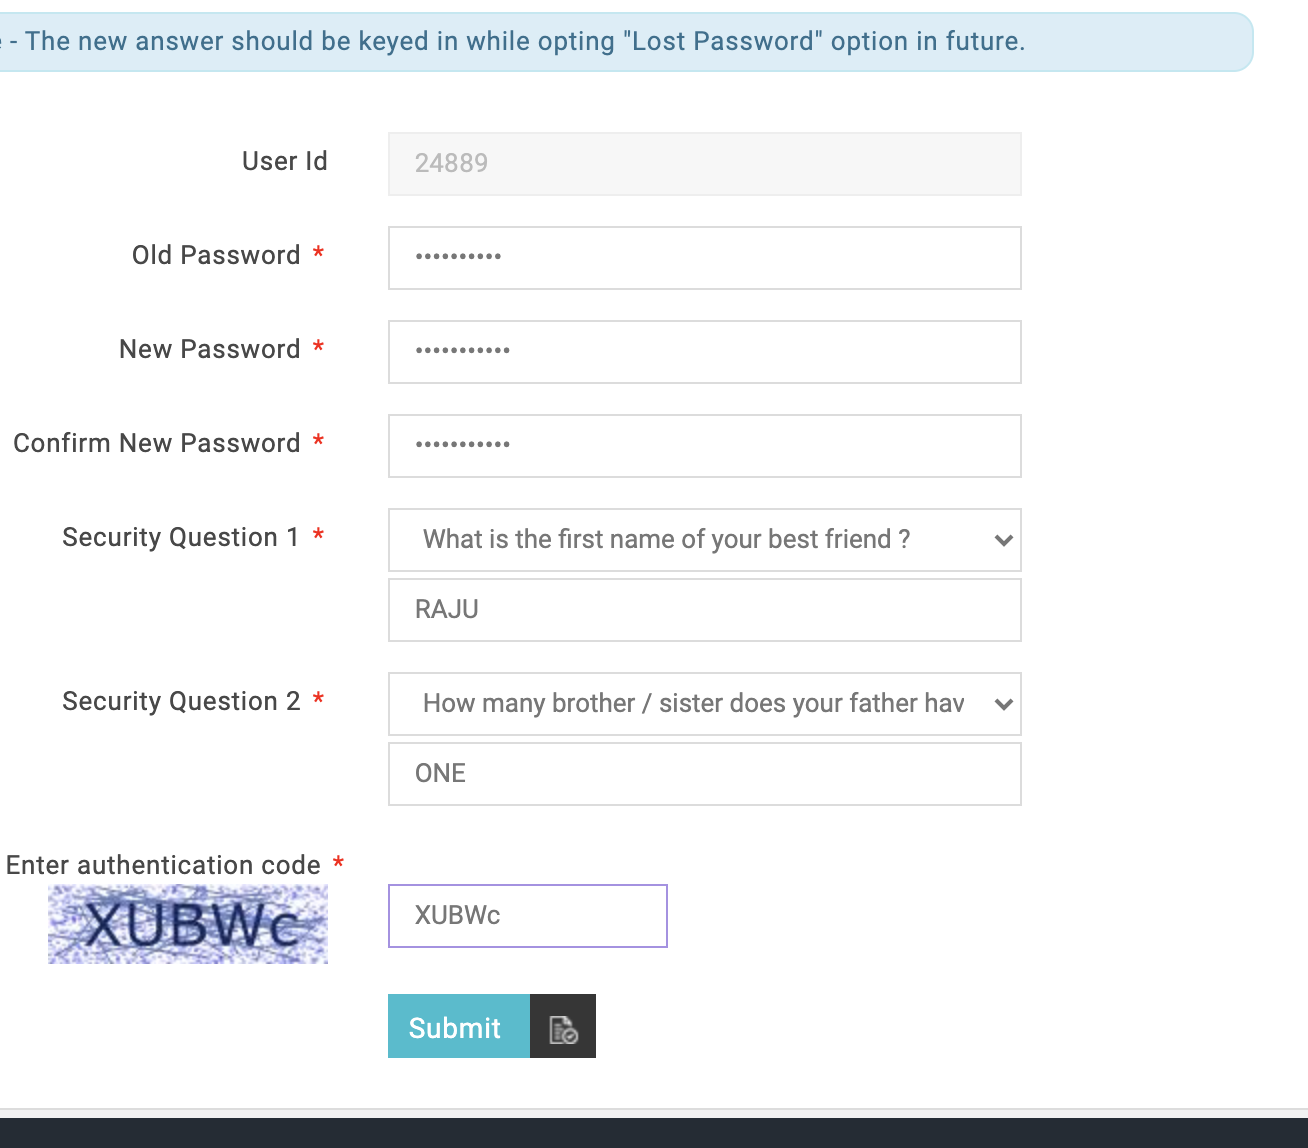 - The new answer should be keyed in while opting "Lost Password" option in future.
User Id
24889
Old Password *
••••••••••
New Password *
•••••••••••
Confirm New Password *
•••••••••••
Security Question 1 *
What is the first name of your best friend ?
RAJU
Security Question 2 *
How many brother / sister does your father hav
ONE
Enter authentication code *
XUBWc
XUBWc
Submit